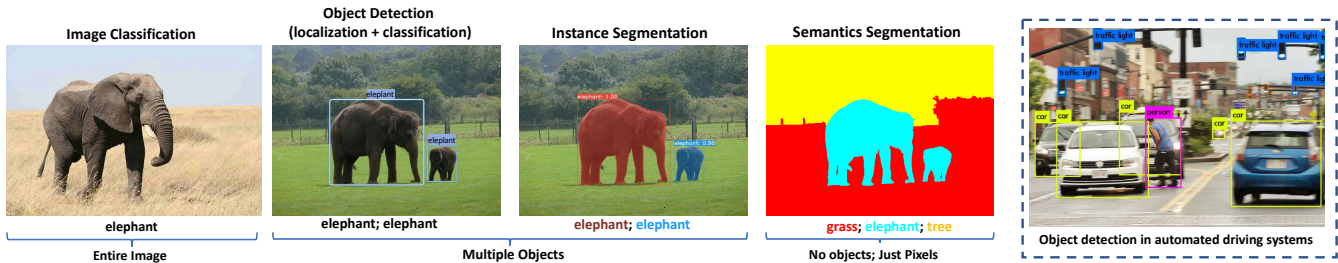 Image Classification
elephant
Entire Image
Object Detection
(localization + classification)
eleplant
eleplant
elephant; elephant
Instance Segmentation
elephant: 1.00
elephant: 0.98
elephant; elephant
Multiple Objects
Semantics Segmentation
grass; elephant; tree
No objects; Just Pixels
traffic light
traffic light
traffic light
traffic light
traffic light
car
car
car
person
car
car
Object detection in automated driving systems